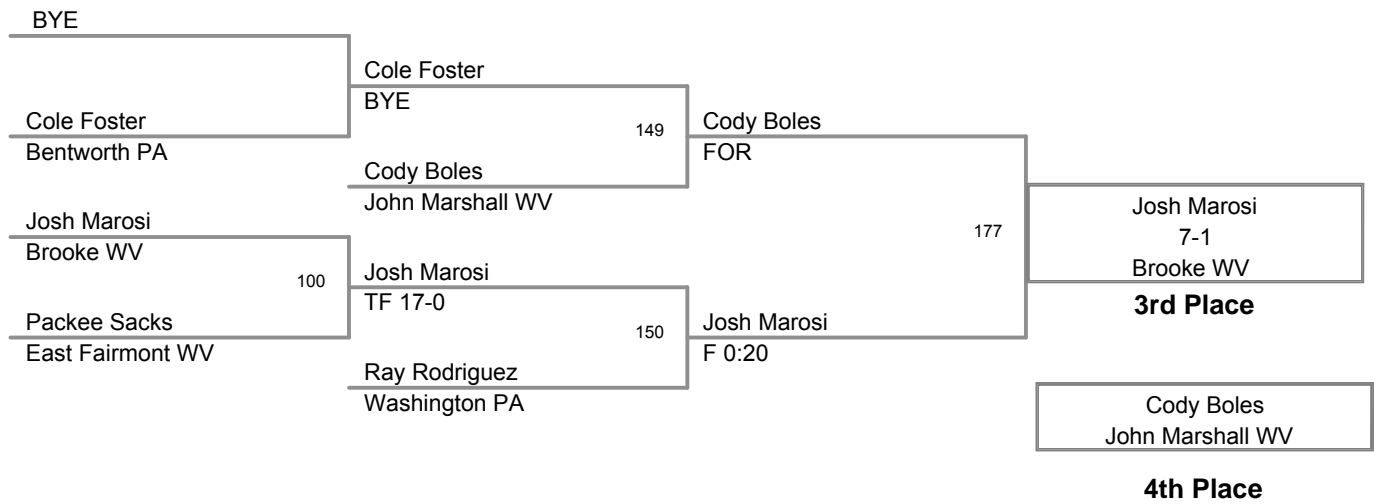 BYE
Cole Foster
BYE
Cole Foster
Bentworth PA
149
Cody Boles
FOR
Cody Boles
John Marshall WV
Josh Marosi
Brooke WV
177
Josh Marosi
7-1
Brooke WV
3rd Place
100
Josh Marosi
TF 17-0
Packee Sacks
East Fairmont WV
150
Josh Marosi
F 0:20
Ray Rodriguez
Washington PA
Cody Boles
John Marshall WV
4th Place